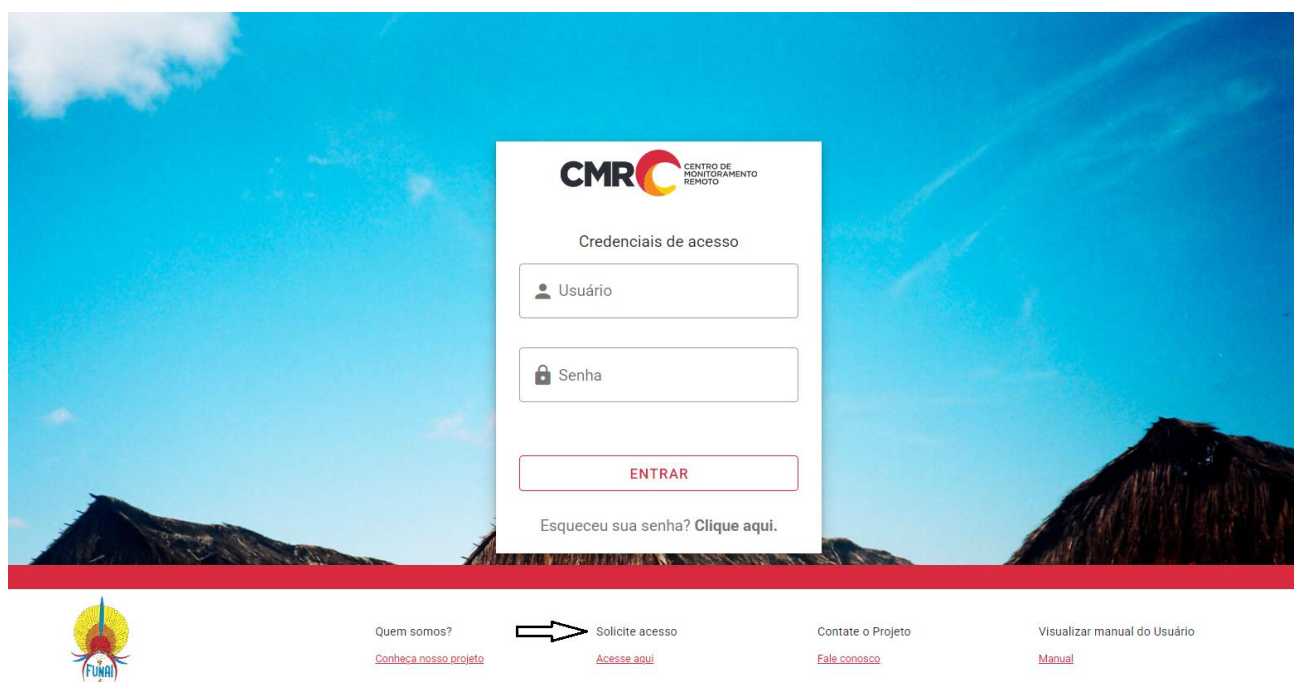 CMR CENTRO DE
MONITORAMENTO
REMOTO
Credenciais de acesso
Usuário
Senha
ENTRAR
Esqueceu sua senha? Clique aqui.
FUNAI
Quem somos?
Conheça nosso projeto
Solicite acesso
Acesse aqui
Contate o Projeto
Fale conosco
Visualizar manual do Usuário
Manual